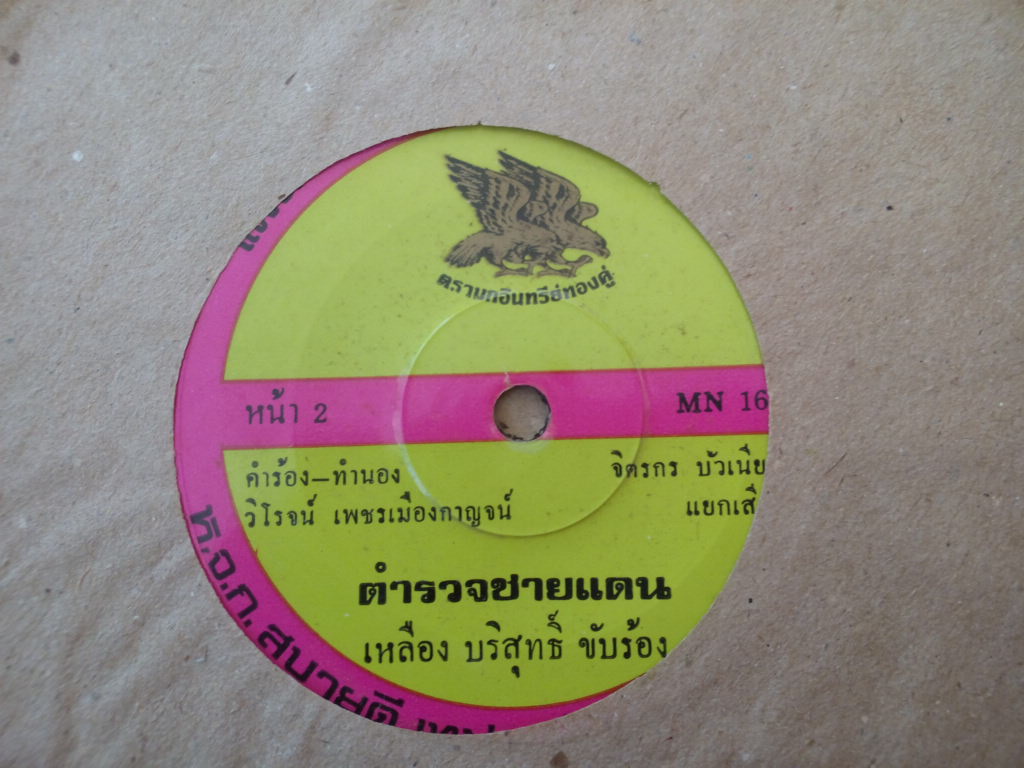 ตรานกอินทรีย์ทองคู่
หน้า 2 MN 16
คำร้อง–ทำนอง จิตรกร บัวเนีย
วิโรจน์ เพชรเมืองกาญจน์ แยกเสี
ตำรวจชายแดน
เหลือง บริสุทธิ์ ขับร้อง
ห.จ.ก. สบายดี